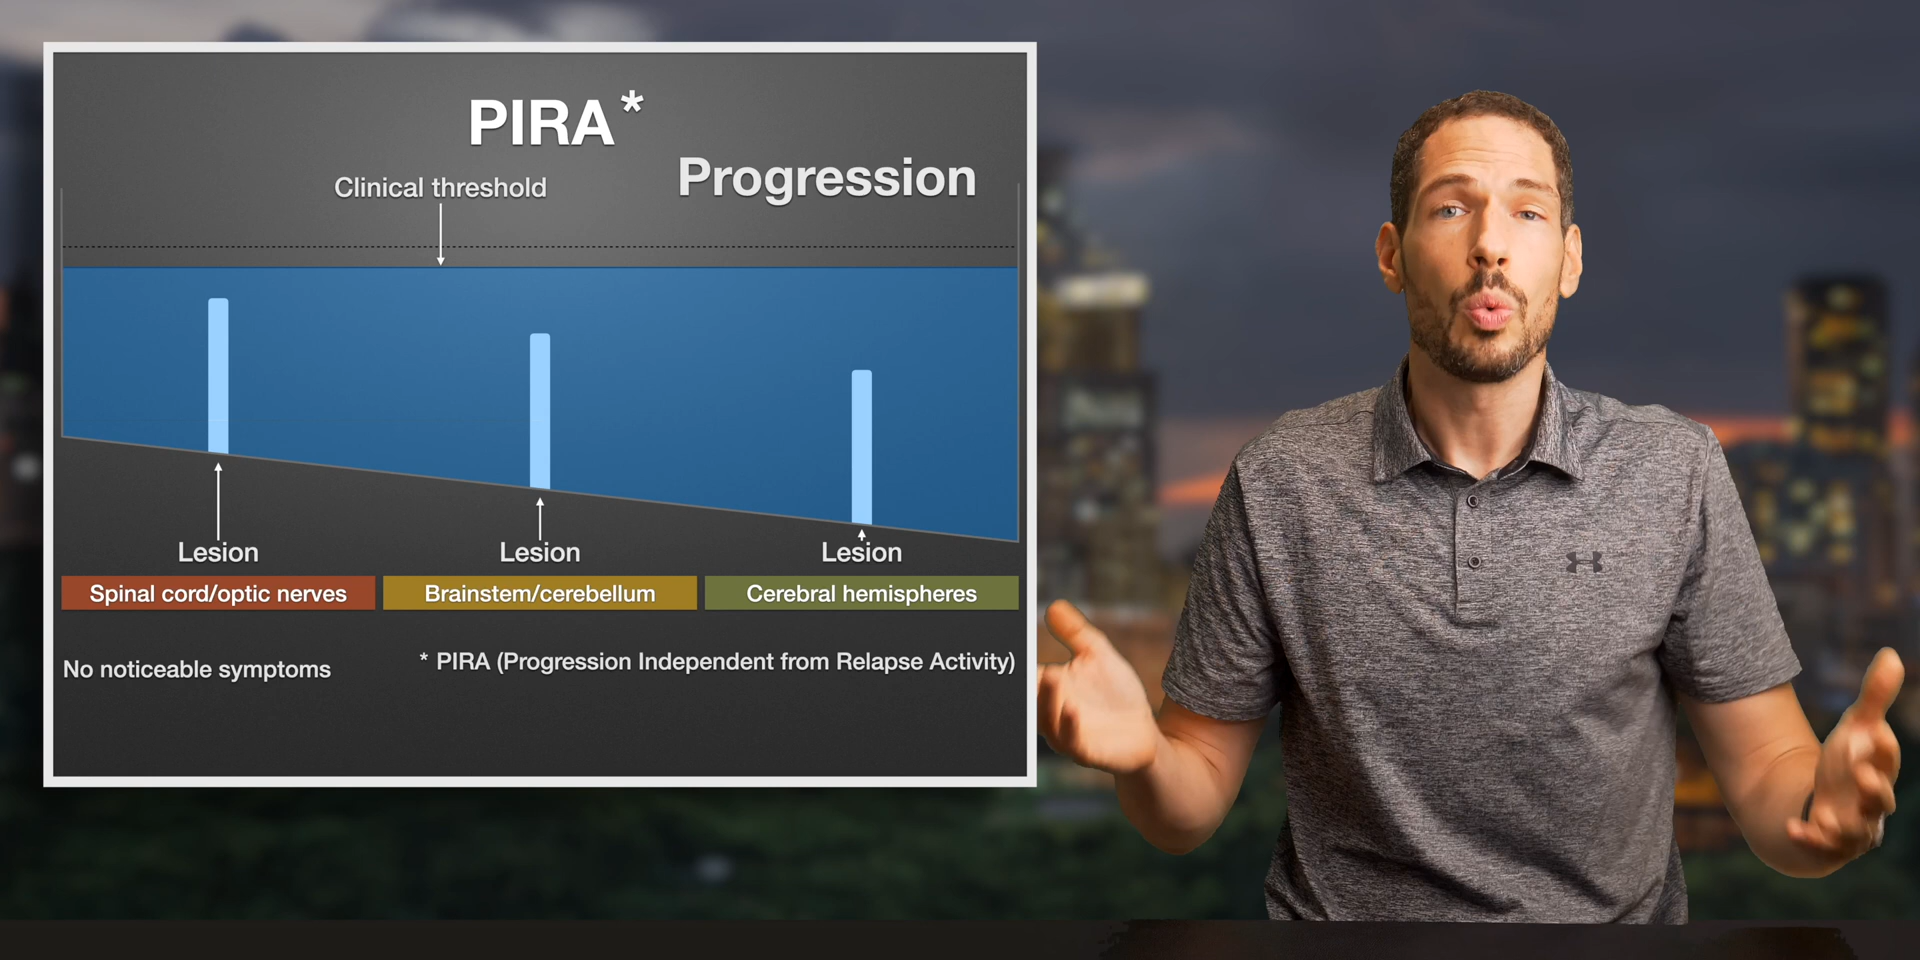 PIRA*
Progression
Clinical threshold
Lesion
Lesion
Lesion
Spinal cord/optic nerves
Brainstem/cerebellum
Cerebral hemispheres
No noticeable symptoms
* PIRA (Progression Independent from Relapse Activity)